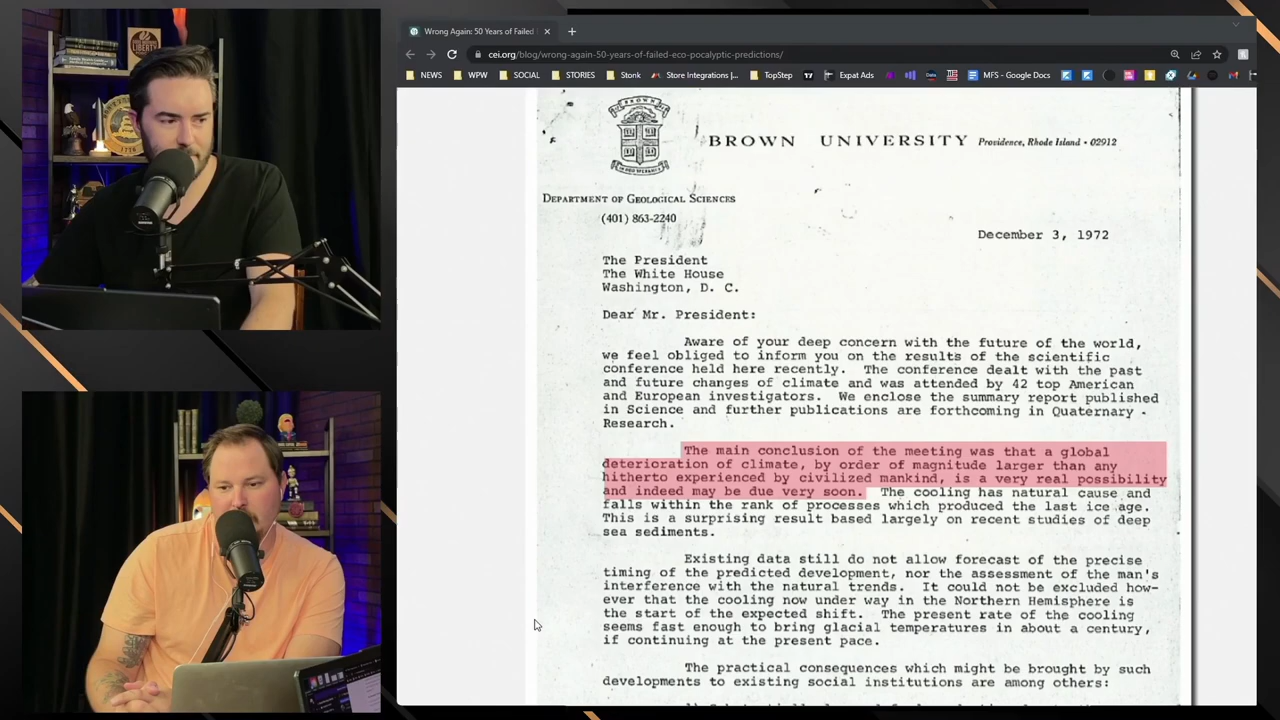 Wrong Again: 50 Years of Failed
cei.org/blog/wrong-again-50-years-of-failed-eco-pocalyptic-predictions/
NEWS WPW SOCIAL STORIES Stonk Store Integrations |... TopStep Expat Ads MFS - Google Docs
BROWN UNIVERSITY Providence, Rhode Island • 02912
DEPARTMENT OF GEOLOGICAL SCIENCES
(401) 863-2240
December 3, 1972
The President
The White House
Washington, D. C.
Dear Mr. President:
Aware of your deep concern with the future of the world,
we feel obliged to inform you on the results of the scientific
conference held here recently. The conference dealt with the past
and future changes of climate and was attended by 42 top American
and European investigators. We enclose the summary report published
in Science and further publications are forthcoming in Quaternary
Research.
The main conclusion of the meeting was that a global
deterioration of climate, by order of magnitude larger than any
hitherto experienced by civilized mankind, is a very real possibility
and indeed may be due very soon. The cooling has natural cause and
falls within the rank of processes which produced the last ice age.
This is a surprising result based largely on recent studies of deep
sea sediments.
Existing data still do not allow forecast of the precise
timing of the predicted development, nor the assessment of the man's
interference with the natural trends. It could not be excluded how-
ever that the cooling now under way in the Northern Hemisphere is
the start of the expected shift. The present rate of the cooling
seems fast enough to bring glacial temperatures in about a century,
if continuing at the present pace.
The practical consequences which might be brought by such
developments to existing social institutions are among others: